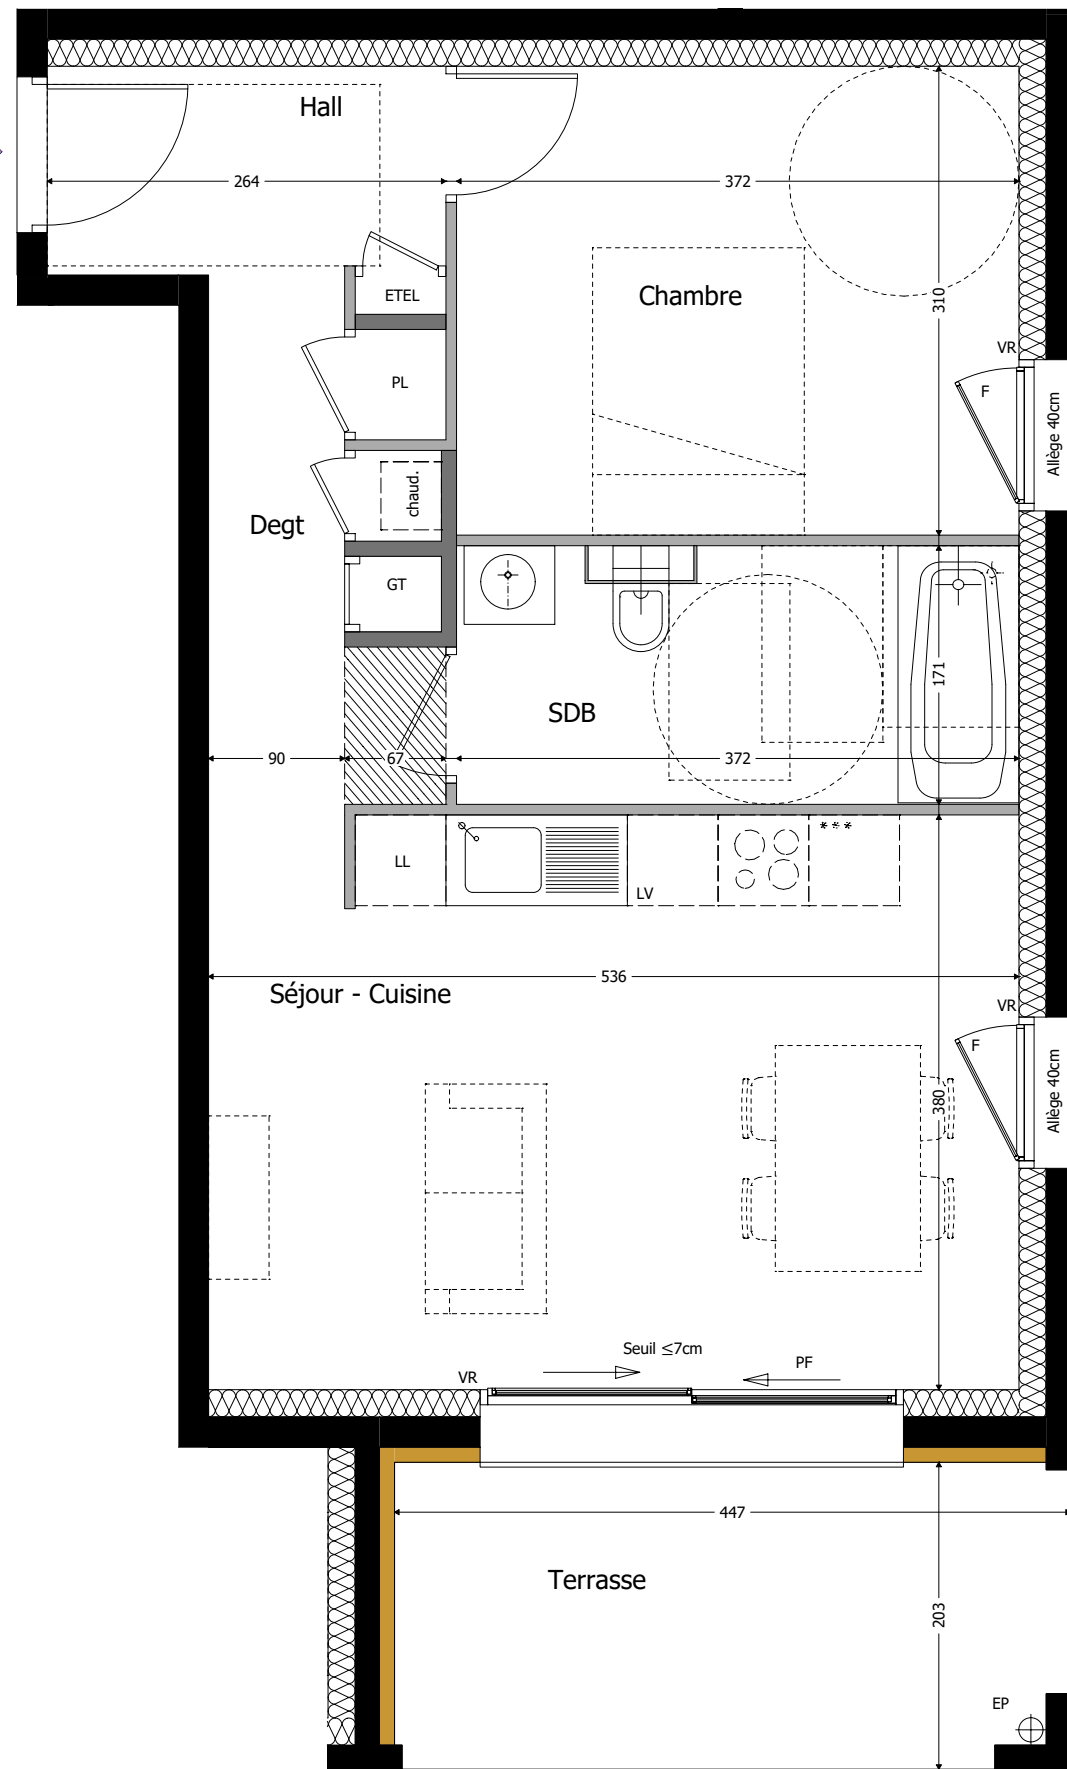 Hall
264
372
ETEL
Chambre
310
VR
PL
F
Allège 40cm
chaud.
Degt
GT
171
SDB
90
67
372
LL
LV
***
536
Séjour - Cuisine
VR
F
Allège 40cm
380
Seuil ≤7cm
VR
PF
447
Terrasse
203
EP